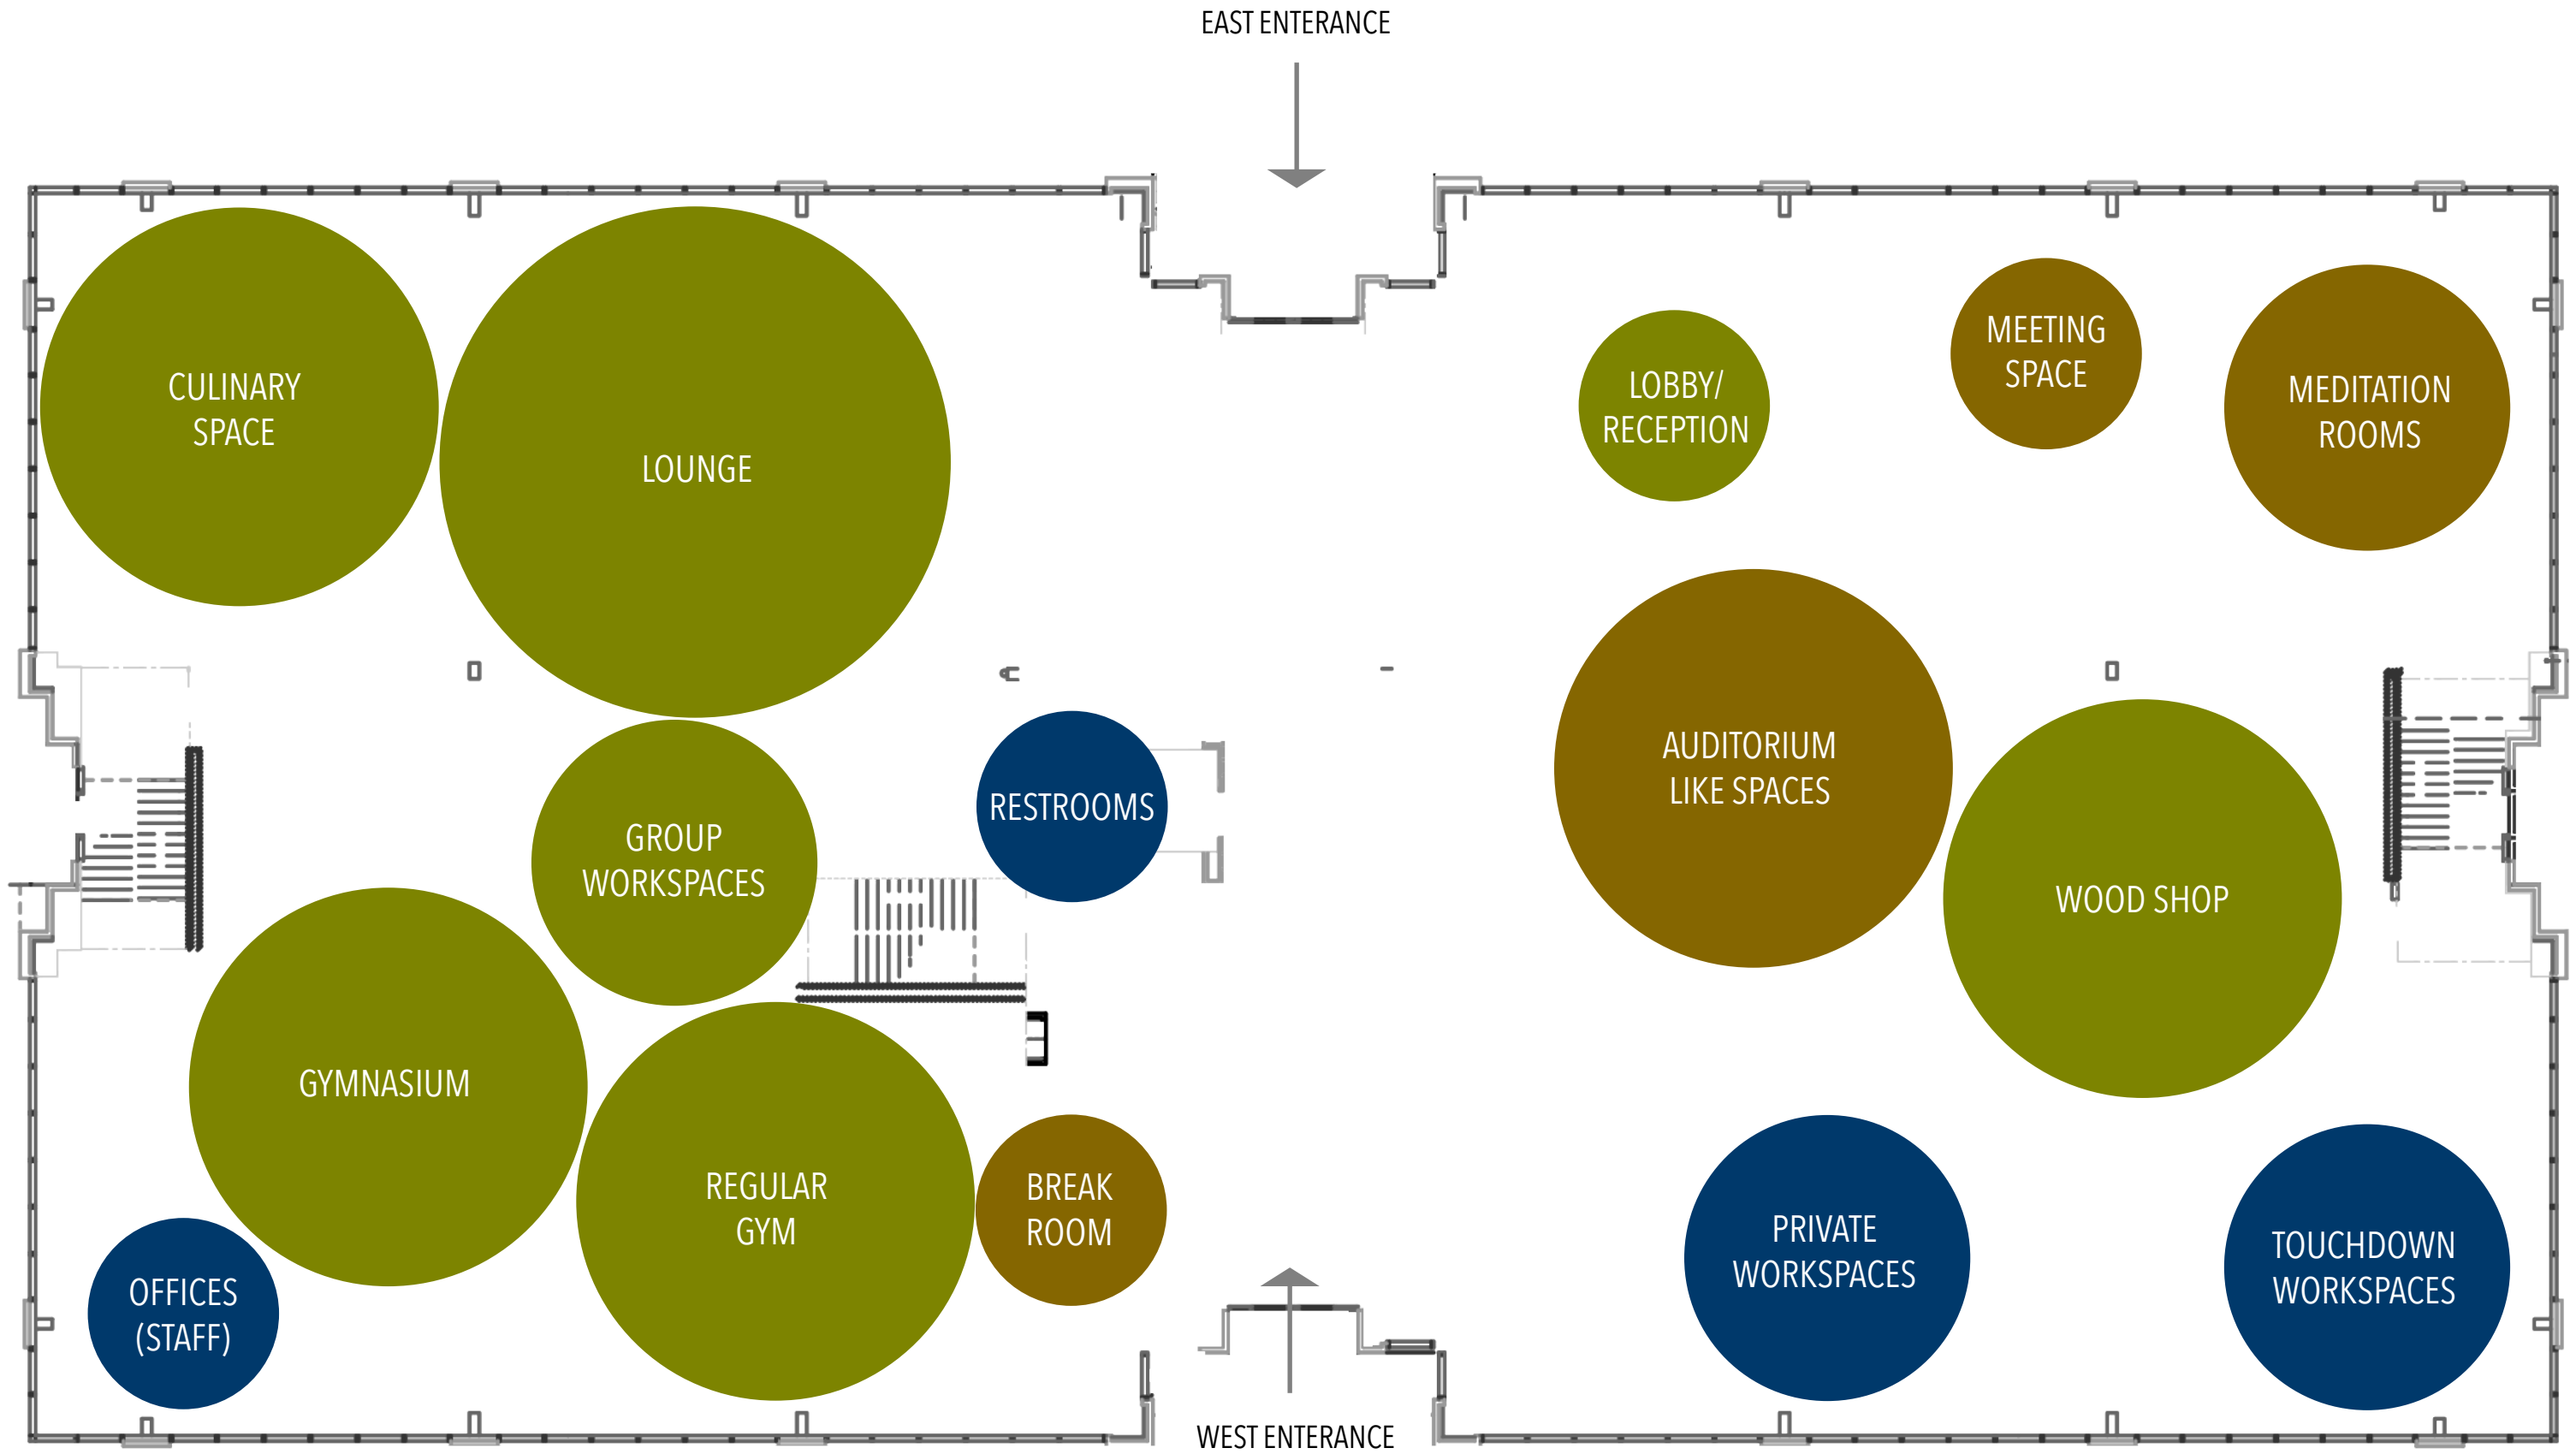 EAST ENTERANCE
CULINARY
SPACE
LOUNGE
LOBBY/
RECEPTION
MEETING
SPACE
MEDITATION
ROOMS
GROUP
WORKSPACES
RESTROOMS
AUDITORIUM
LIKE SPACES
WOOD SHOP
GYMNASIUM
REGULAR
GYM
BREAK
ROOM
OFFICES
(STAFF)
PRIVATE
WORKSPACES
TOUCHDOWN
WORKSPACES
WEST ENTERANCE